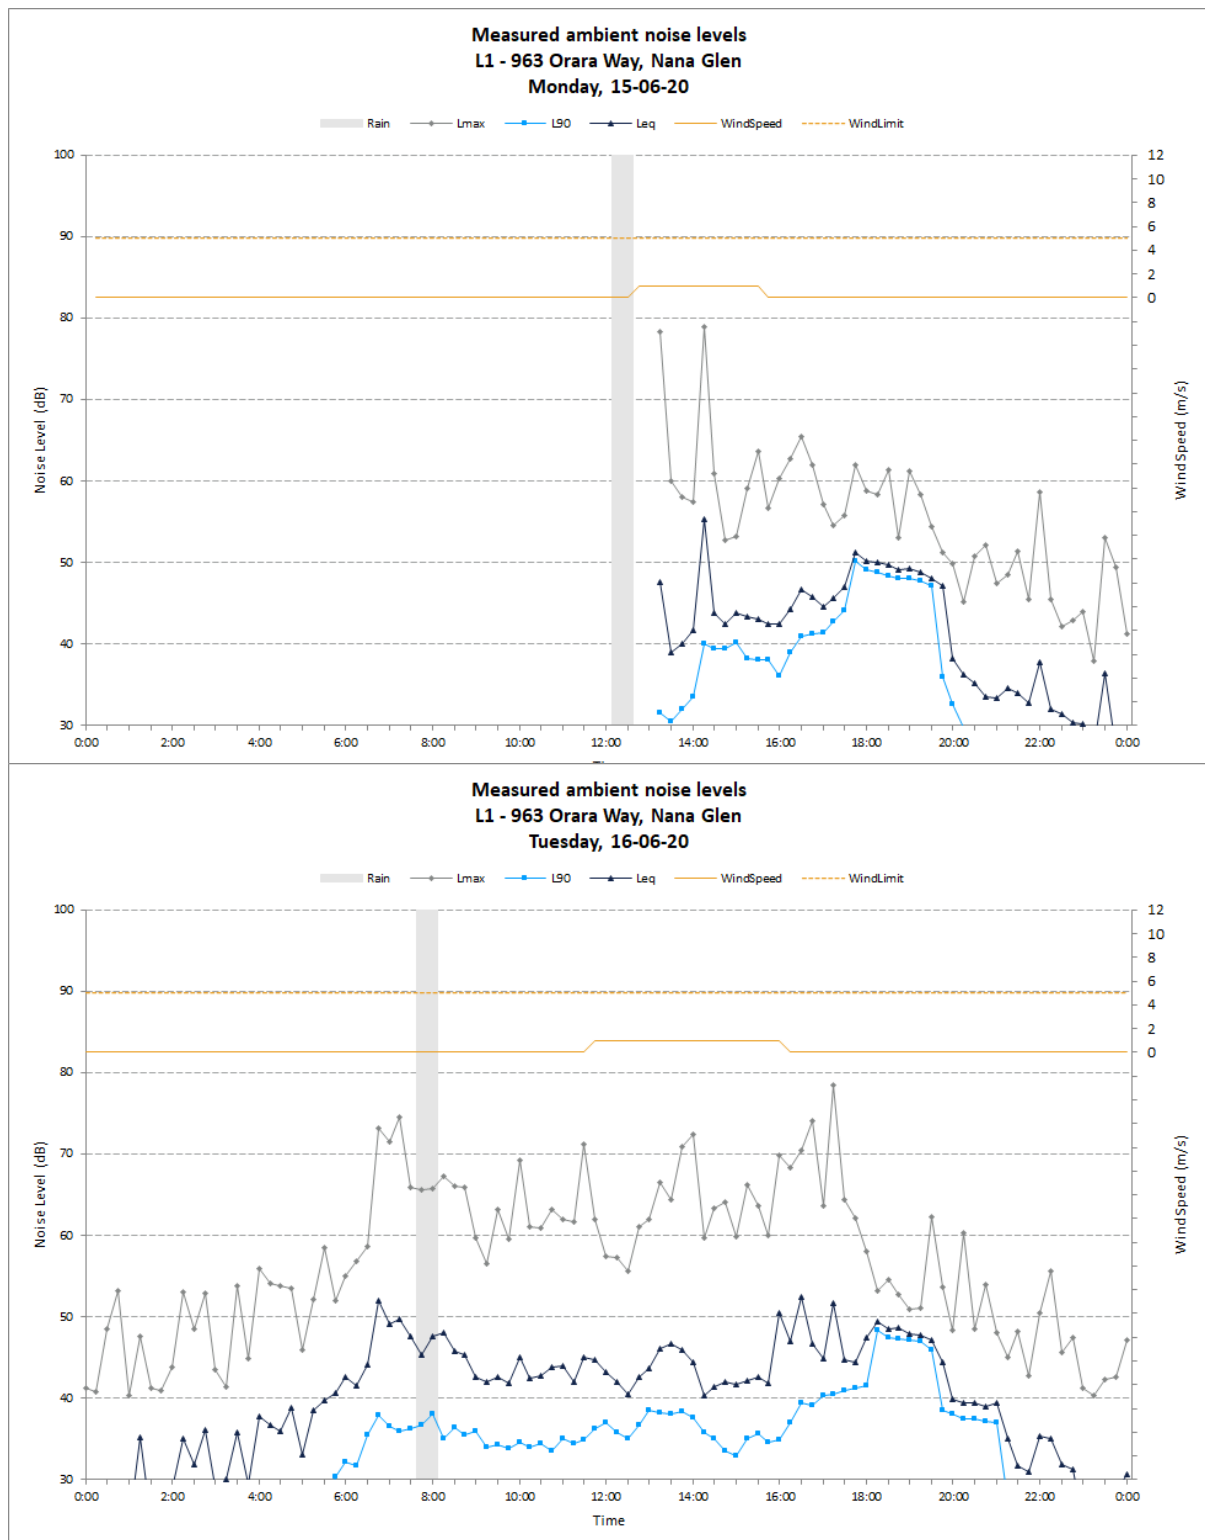 Measured ambient noise levels
L1 - 963 Orara Way, Nana Glen
Monday, 15-06-20
Rain Lmax L90 Leq WindSpeed WindLimit
100
90
80
70
60
50
40
30
Noise Level (dB)
12
10
8
6
4
2
0
WindSpeed (m/s)
0:00 2:00 4:00 6:00 8:00 10:00 12:00 14:00 16:00 18:00 20:00 22:00 0:00
Measured ambient noise levels
L1 - 963 Orara Way, Nana Glen
Tuesday, 16-06-20
Rain Lmax L90 Leq WindSpeed WindLimit
100
90
80
70
60
50
40
30
Noise Level (dB)
12
10
8
6
4
2
0
WindSpeed (m/s)
0:00 2:00 4:00 6:00 8:00 10:00 12:00 14:00 16:00 18:00 20:00 22:00 0:00
Time